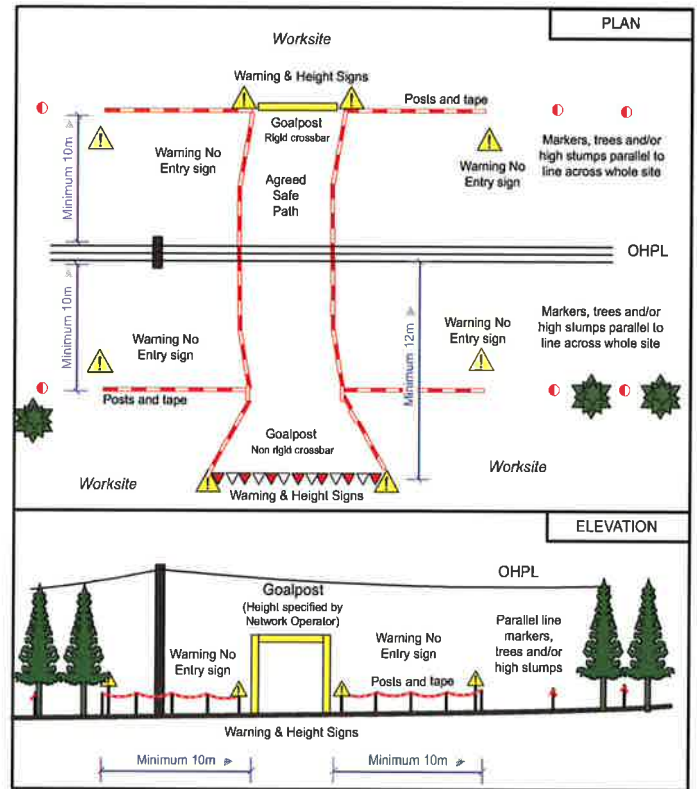 PLAN
Worksite
Warning & Height Signs
Posts and tape
Goalpost
Rigid crossbar
Minimum 10m
Warning No
Entry sign
Agreed
Safe
Path
Warning No
Entry sign
Markers, trees and/or
high stumps parallel to
line across whole site
OHPL
Minimum 10m
Warning No
Entry sign
Minimum 12m
Warning No
Entry sign
Markers, trees and/or
high stumps parallel to
line across whole site
Posts and tape
Goalpost
Non rigid crossbar
Worksite
Warning & Height Signs
Worksite
ELEVATION
OHPL
Goalpost
(Height specified by
Network Operator)
Warning No
Entry sign
Warning No
Entry sign
Posts and tape
Parallel line
markers,
trees and/or
high stumps
Warning & Height Signs
Minimum 10m
Minimum 10m